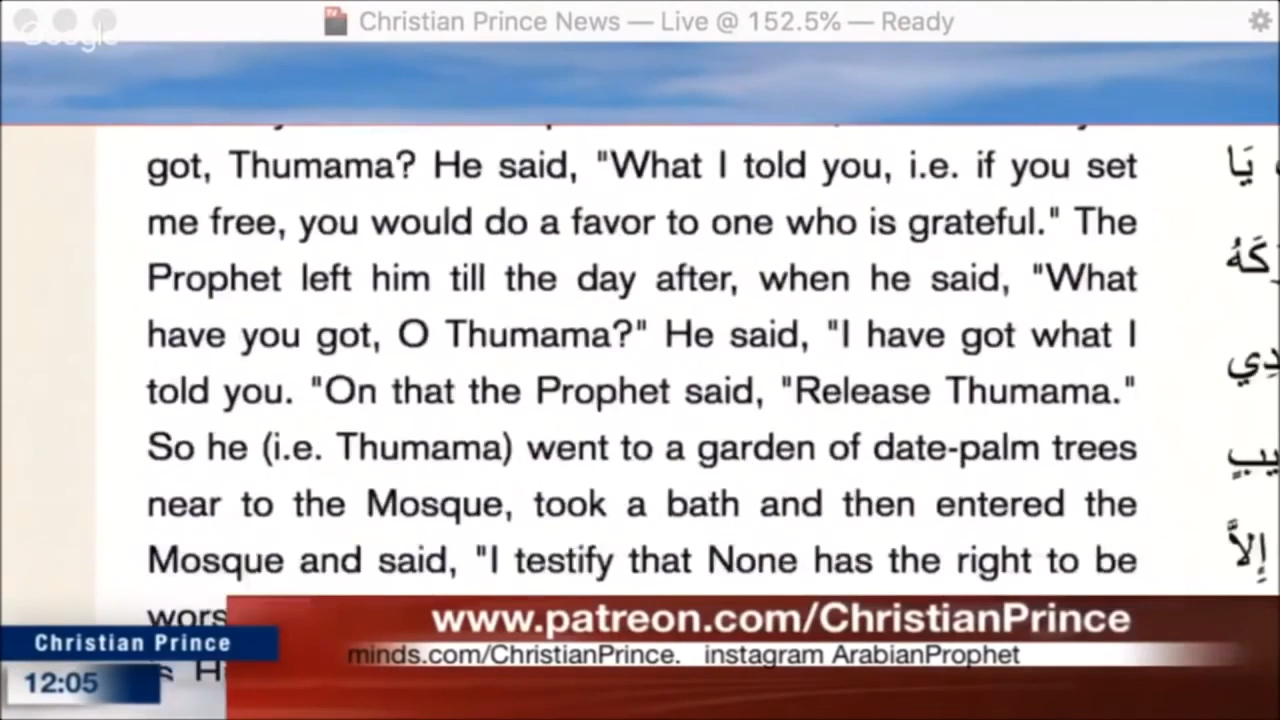 Christian Prince News — Live @ 152.5% — Ready
Google
got, Thumama? He said, "What I told you, i.e. if you set
me free, you would do a favor to one who is grateful." The
Prophet left him till the day after, when he said, "What
have you got, O Thumama?" He said, "I have got what I
told you. "On that the Prophet said, "Release Thumama."
So he (i.e. Thumama) went to a garden of date-palm trees
near to the Mosque, took a bath and then entered the
Mosque and said, "I testify that None has the right to be
يَا
كَهُ
إِلاَّ
www.patreon.com/ChristianPrince
Christian Prince
minds.com/ChristianPrince. instagram ArabianProphet
12:05